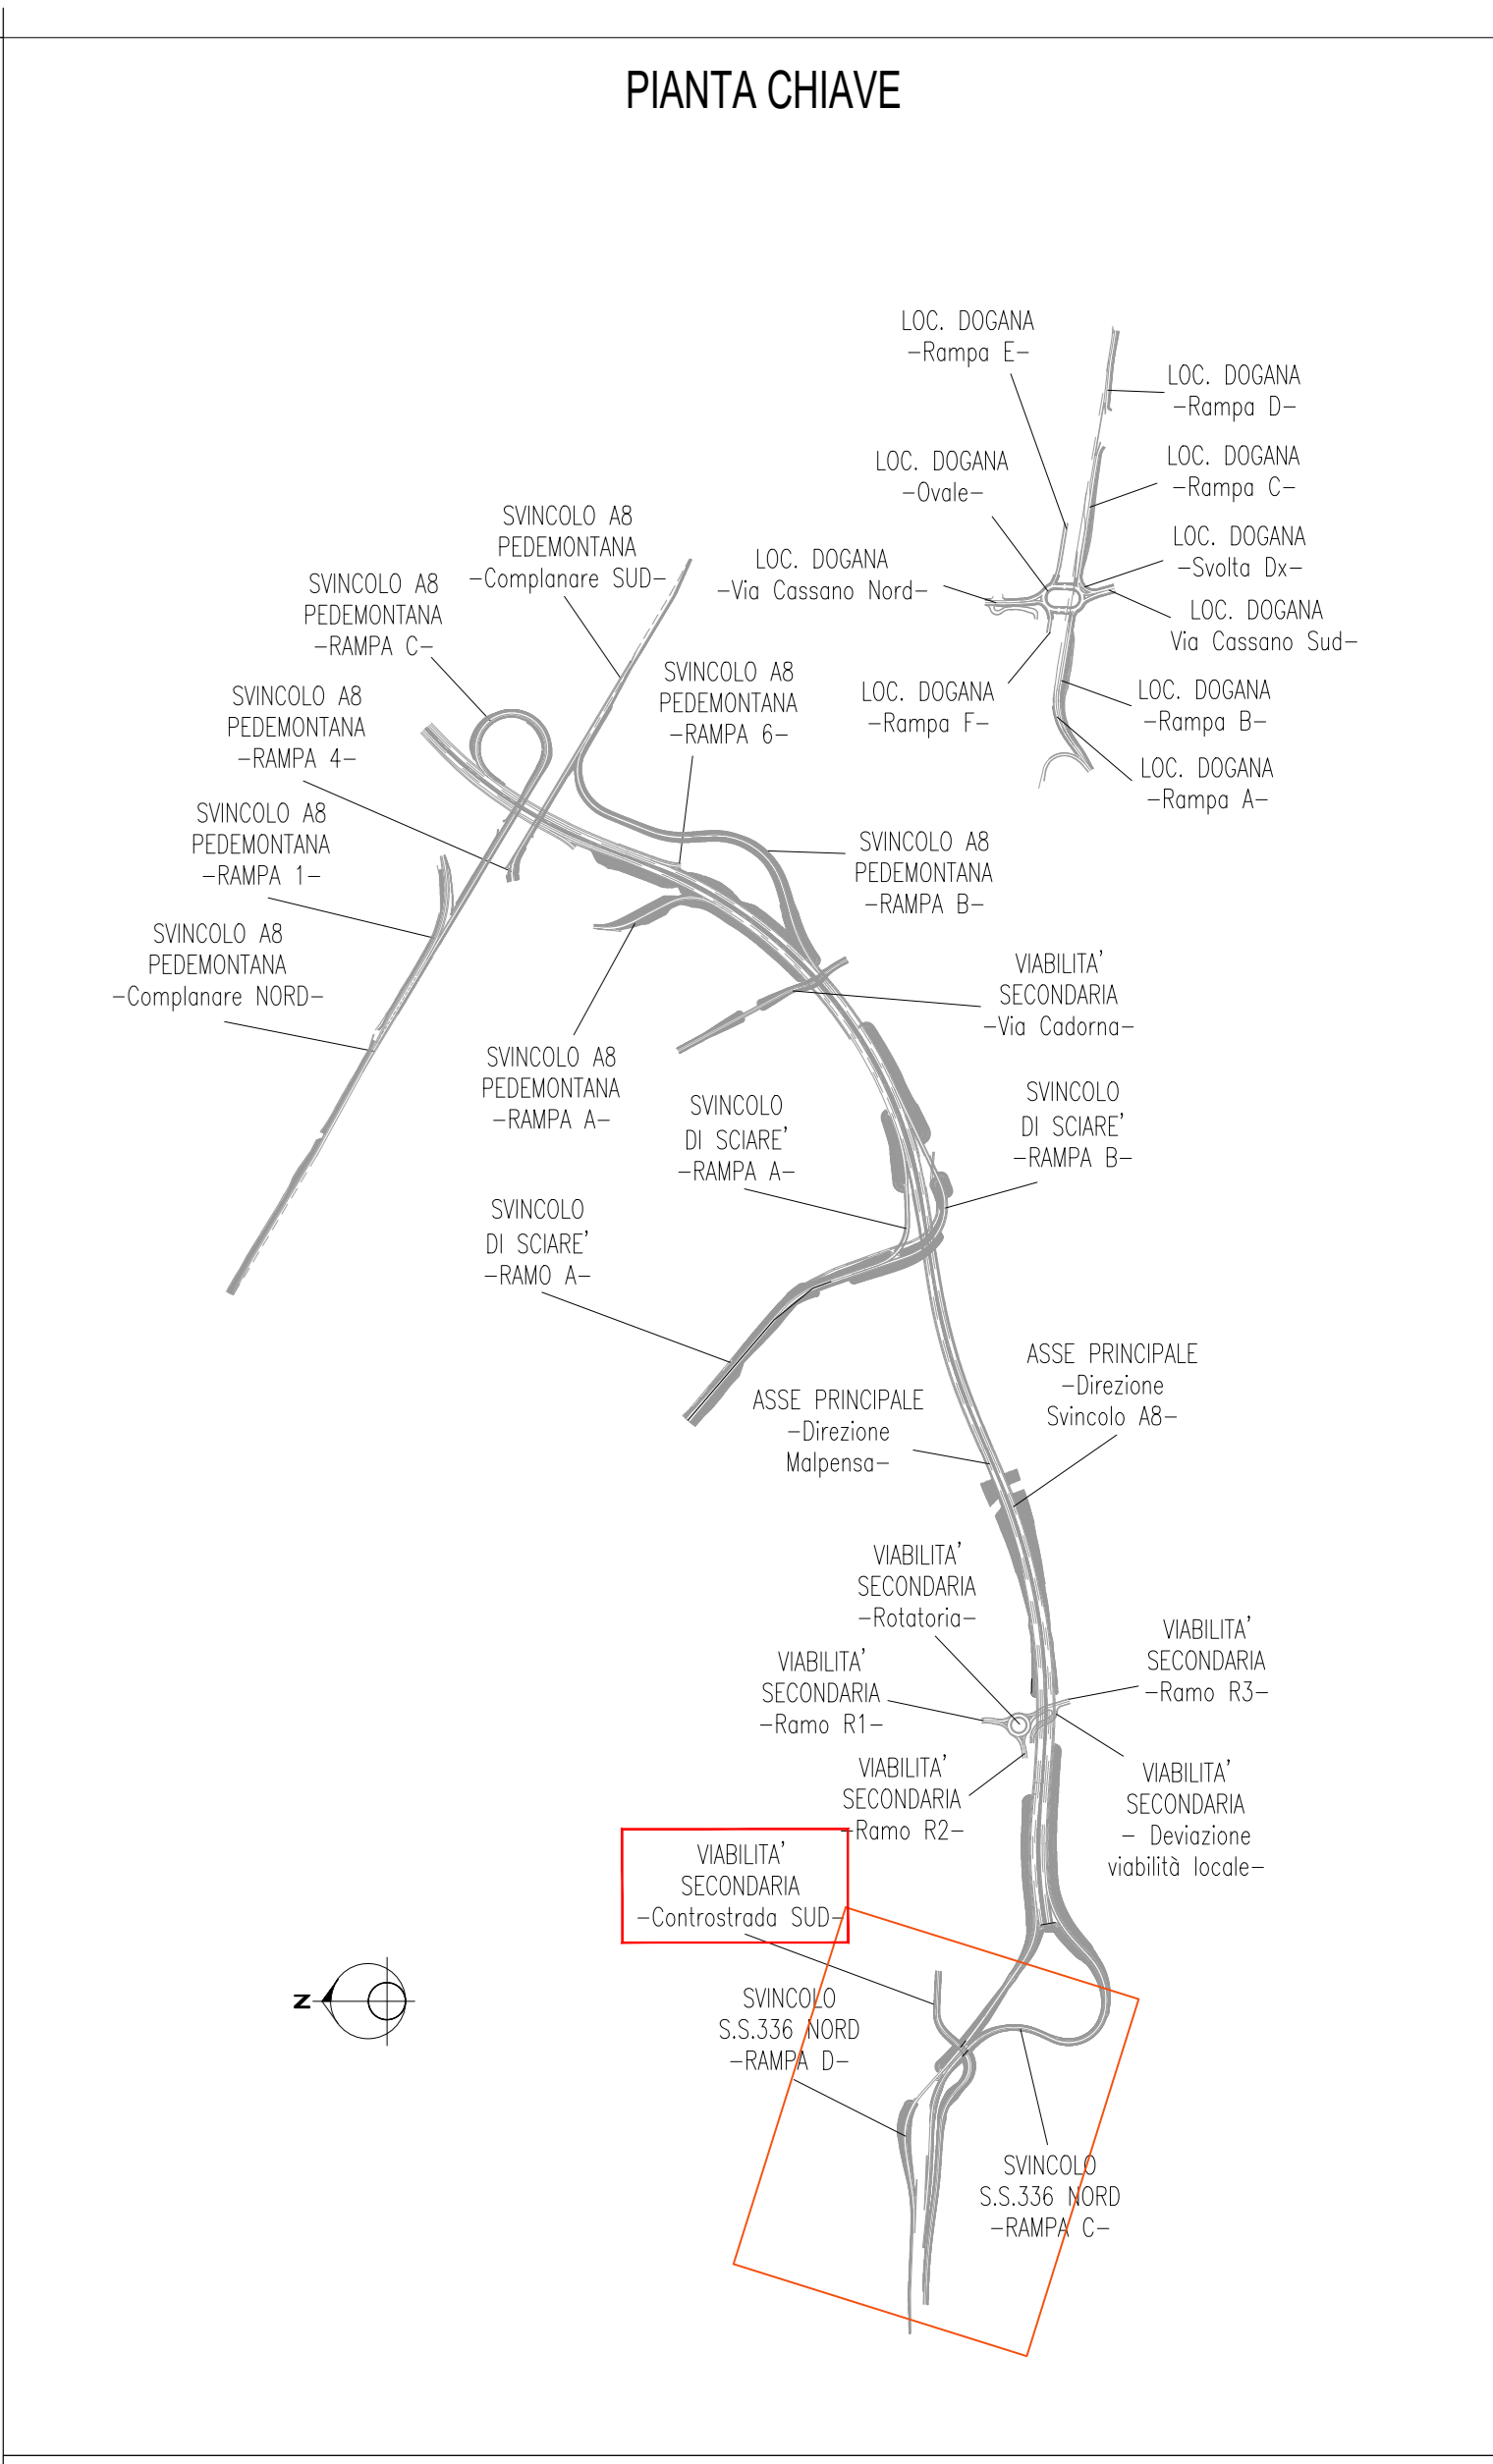 PIANTA CHIAVE
LOC. DOGANA
-Rampa E-
LOC. DOGANA
-Rampa D-
LOC. DOGANA
-Ovale-
LOC. DOGANA
-Rampa C-
SVINCOLO A8
PEDEMONTANA
-Complanare SUD-
LOC. DOGANA
-Svolta Dx-
LOC. DOGANA
-Via Cassano Nord-
SVINCOLO A8
PEDEMONTANA
-RAMPA C-
LOC. DOGANA
Via Cassano Sud-
SVINCOLO A8
PEDEMONTANA
-RAMPA 6-
LOC. DOGANA
-Rampa F-
LOC. DOGANA
-Rampa B-
SVINCOLO A8
PEDEMONTANA
-RAMPA 4-
LOC. DOGANA
-Rampa A-
SVINCOLO A8
PEDEMONTANA
-RAMPA 1-
SVINCOLO A8
PEDEMONTANA
-RAMPA B-
SVINCOLO A8
PEDEMONTANA
-Complanare NORD-
VIABILITA'
SECONDARIA
-Via Cadorna-
SVINCOLO A8
PEDEMONTANA
-RAMPA A-
SVINCOLO
DI SCIARE'
-RAMPA A-
SVINCOLO
DI SCIARE'
-RAMPA B-
SVINCOLO
DI SCIARE'
-RAMO A-
ASSE PRINCIPALE
-Direzione
Svincolo A8-
ASSE PRINCIPALE
-Direzione
Malpensa-
VIABILITA'
SECONDARIA
-Rotatoria-
VIABILITA'
SECONDARIA
-Ramo R3-
VIABILITA'
SECONDARIA
-Ramo R1-
VIABILITA'
SECONDARIA
-Ramo R2-
VIABILITA'
SECONDARIA
- Deviazione
viabilità locale-
VIABILITA'
SECONDARIA
-Controstrada SUD-
N
SVINCOLO
S.S.336 NORD
-RAMPA D-
SVINCOLO
S.S.336 NORD
-RAMPA C-